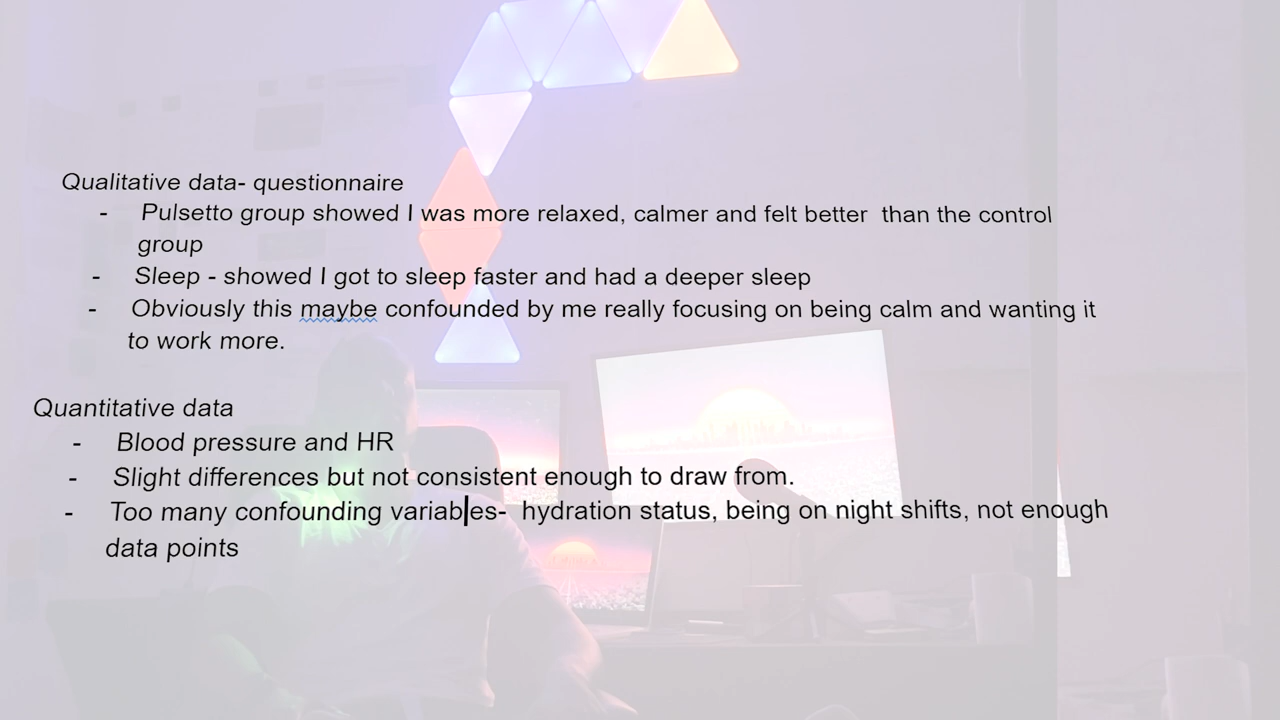 Qualitative data- questionnaire
- Pulsetto group showed I was more relaxed, calmer and felt better than the control
group
- Sleep - showed I got to sleep faster and had a deeper sleep
- Obviously this maybe confounded by me really focusing on being calm and wanting it
to work more.
Quantitative data
- Blood pressure and HR
- Slight differences but not consistent enough to draw from.
- Too many confounding variables- hydration status, being on night shifts, not enough
data points